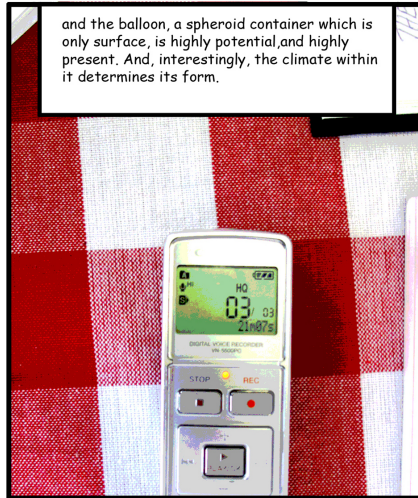 and the balloon, a spheroid container which is
only surface, is highly potential,and highly
present. And, interestingly, the climate within
it determines its form.
HQ
03/ 03
21m07s
DIGITAL VOICE RECORDER
STOP REC